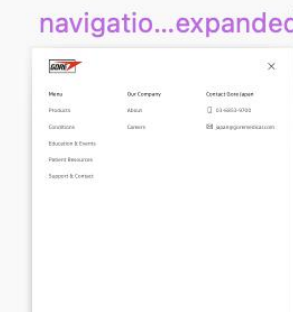 navigatio...expanded
GORE
Menu
Products
Conditions
Education & Events
Patient Resources
Support & Contact
Our Company
About
Careers
Contact Gore Japan
03-6853-9700
japan@goremedical.com